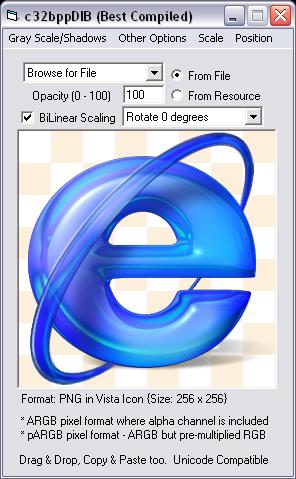 c32bppDIB (Best Compiled)
Gray Scale/Shadows Other Options Scale Position
Browse for File From File
Opacity (0 - 100) 100 From Resource
BiLinear Scaling Rotate 0 degrees
Format: PNG in Vista Icon {Size: 256 x 256}
* ARGB pixel format where alpha channel is included
* pARGB pixel format - ARGB but pre-multiplied RGB
Drag & Drop, Copy & Paste too. Unicode Compatible